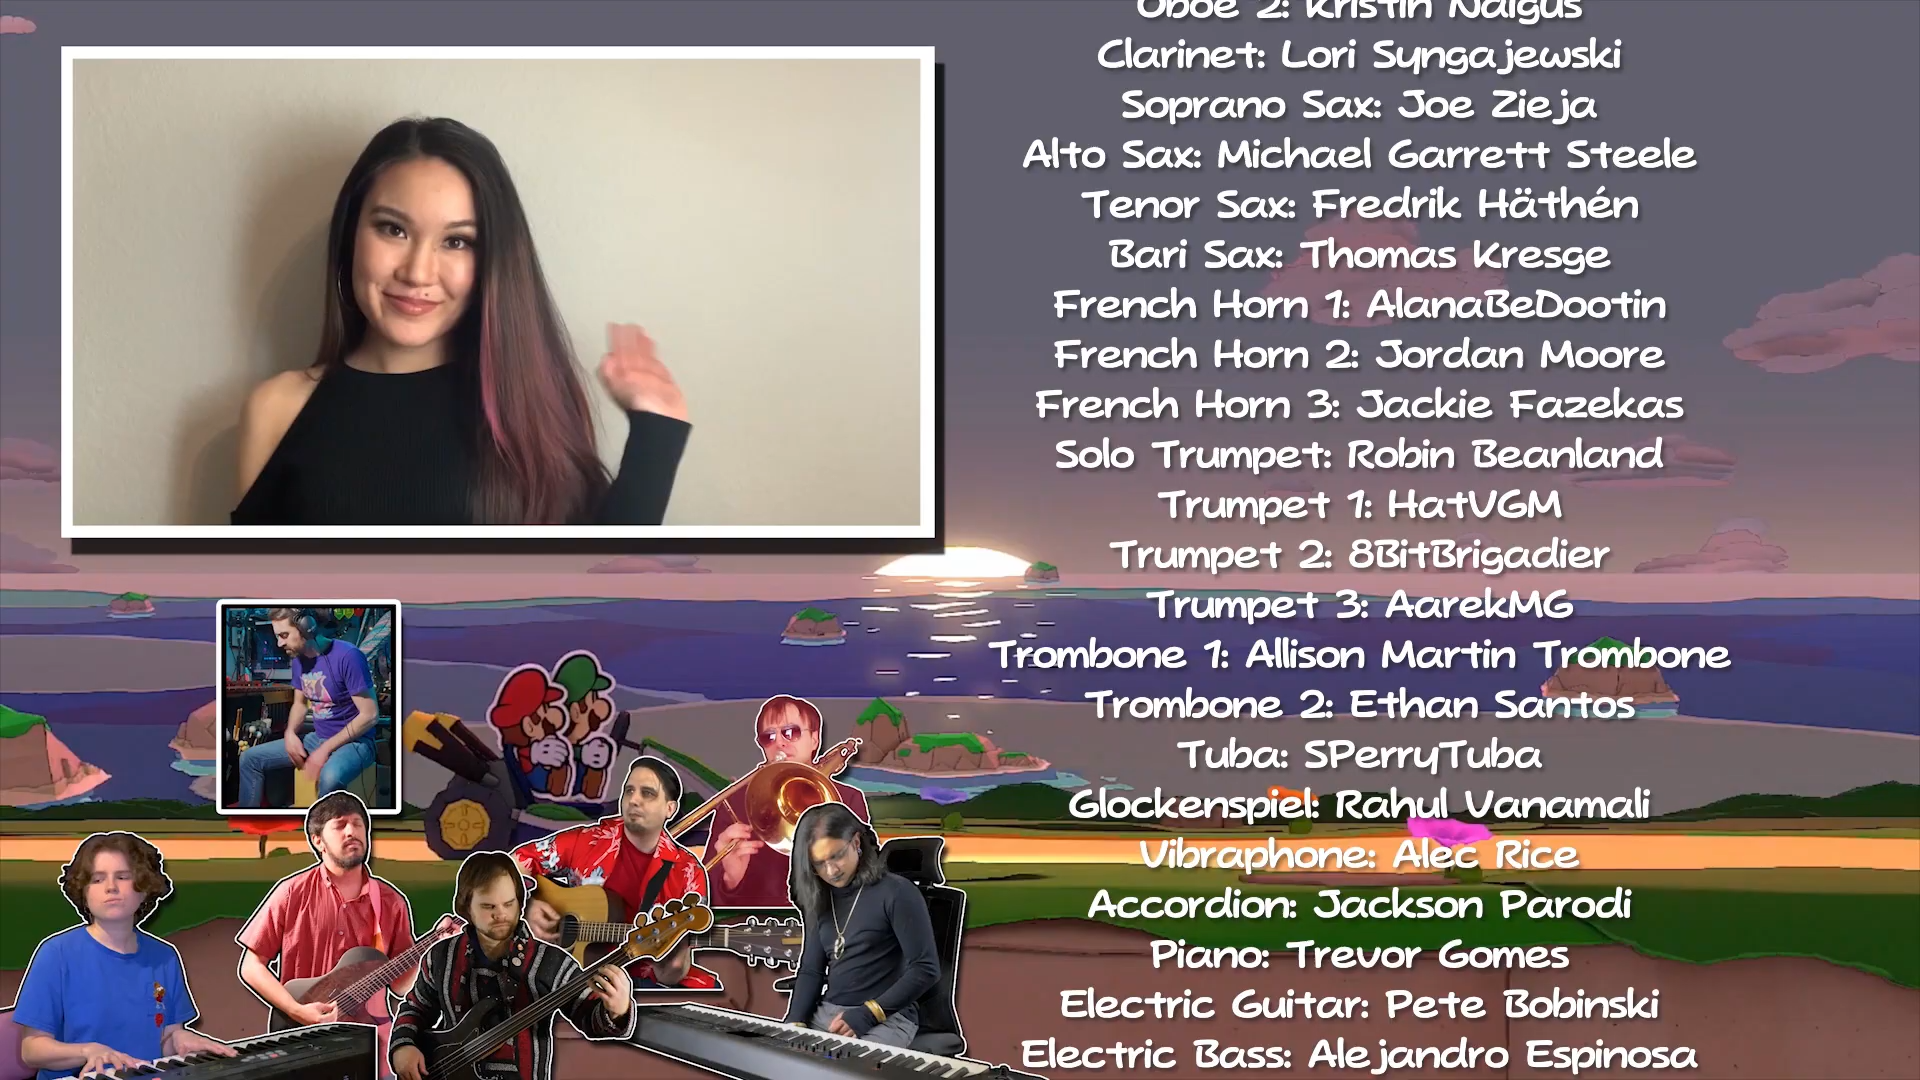 Oboe 2: Kristin Naigus
Clarinet: Lori Syngajewski
Soprano Sax: Joe Zieja
Alto Sax: Michael Garrett Steele
Tenor Sax: Fredrik Häthén
Bari Sax: Thomas Kresge
French Horn 1: AlanaBeDootin
French Horn 2: Jordan Moore
French Horn 3: Jackie Fazekas
Solo Trumpet: Robin Beanland
Trumpet 1: HatVGM
Trumpet 2: 8BitBrigadier
Trumpet 3: AarekMG
Trombone 1: Allison Martin Trombone
Trombone 2: Ethan Santos
Tuba: SPerryTuba
Glockenspiel: Rahul Vanamali
Vibraphone: Alec Rice
Accordion: Jackson Parodi
Piano: Trevor Gomes
Electric Guitar: Pete Bobinski
Electric Bass: Alejandro Espinosa